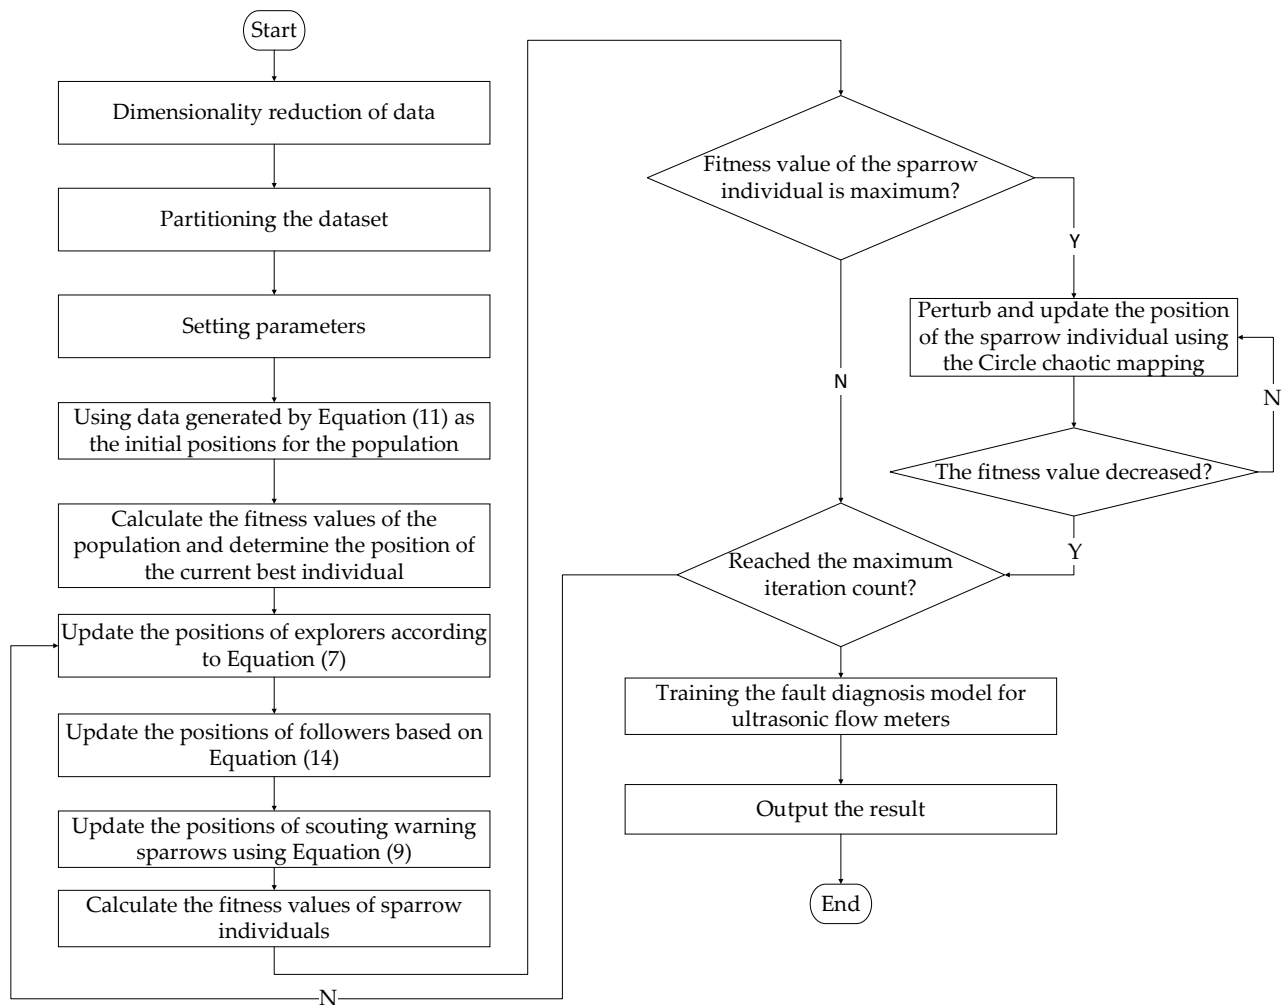 Start
Dimensionality reduction of data
Partitioning the dataset
Setting parameters
Using data generated by Equation (11) as
the initial positions for the population
Calculate the fitness values of the
population and determine the position of
the current best individual
Update the positions of explorers according
to Equation (7)
Update the positions of followers based on
Equation (14)
Update the positions of scouting warning
sparrows using Equation (9)
Calculate the fitness values of sparrow
individuals
Fitness value of the sparrow
individual is maximum?
Y
N
Perturb and update the position
of the sparrow individual using
the Circle chaotic mapping
N
The fitness value decreased?
Y
Reached the maximum
iteration count?
N
Training the fault diagnosis model for
ultrasonic flow meters
Output the result
End